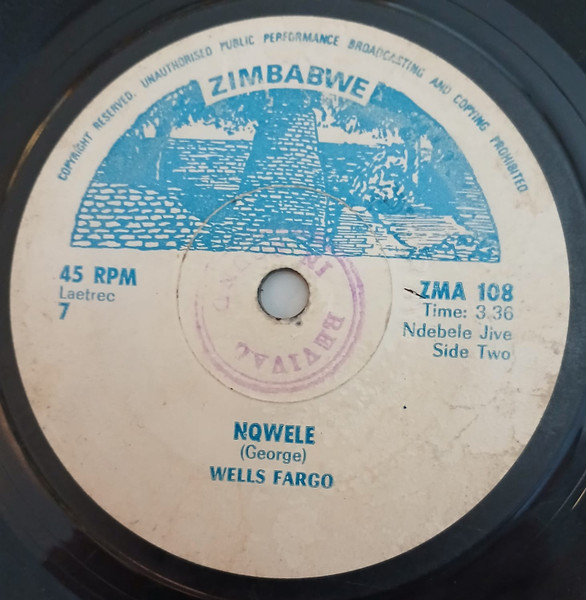 COPYRIGHT RESERVED. UNAUTHORISED PUBLIC PERFORMANCE BROADCASTING AND COPYING PROHIBITED
ZIMBABWE
45 RPM
Laetrec
7
ZMA 108
Time: 3.36
Ndebele Jive
Side Two
REVIVAL
NQWELE
(George)
WELLS FARGO